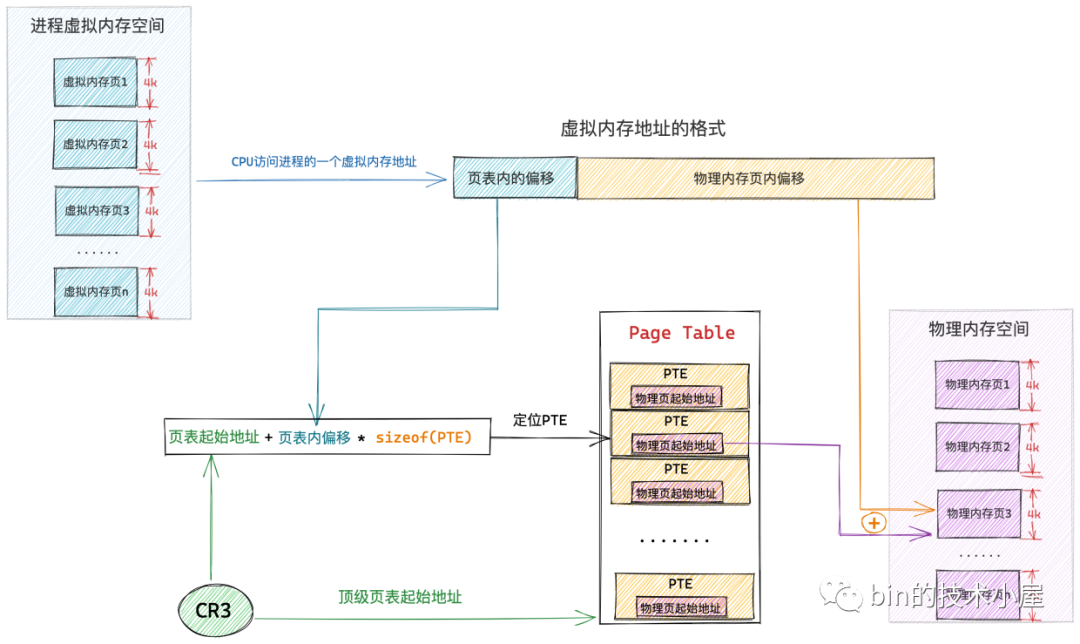 进程虚拟内存空间
虚拟内存页1
4k
虚拟内存页2
4k
虚拟内存页3
4k
......
虚拟内存页n
4k
CPU访问进程的一个虚拟内存地址
虚拟内存地址的格式
页表内的偏移
物理内存页内偏移
页表起始地址 + 页表内偏移 * sizeof(PTE)
定位PTE
CR3
顶级页表起始地址
Page Table
PTE
物理页起始地址
PTE
物理页起始地址
PTE
物理页起始地址
.......
PTE
物理页起始地址
+
物理内存空间
物理内存页1
4k
物理内存页2
4k
物理内存页3
4k
......
物理内存页n
4k
bin的技术小屋